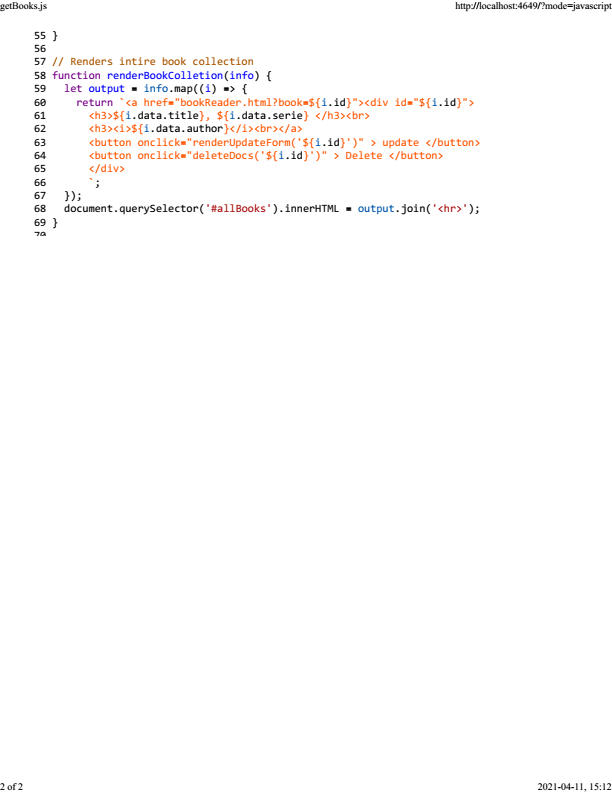 getBooks.js http://localhost:4649/?mode=javascript
55 }
56
57 // Renders intire book collection
58 function renderBookColletion(info) {
59   let output = info.map((i) => {
60     return `<a href="bookReader.html?book=${i.id}"><div id="${i.id}">
61       <h3>${i.data.title}, ${i.data.serie} </h3><br>
62       <h3><i>${i.data.author}</i><br></a>
63       <button onclick="renderUpdateForm('${i.id}')" > update </button>
64       <button onclick="deleteDocs('${i.id}')" > Delete </button>
65       </div>
66       `;
67   });
68   document.querySelector('#allBooks').innerHTML = output.join('<hr>');
69 }
70
2 of 2 2021-04-11, 15:12